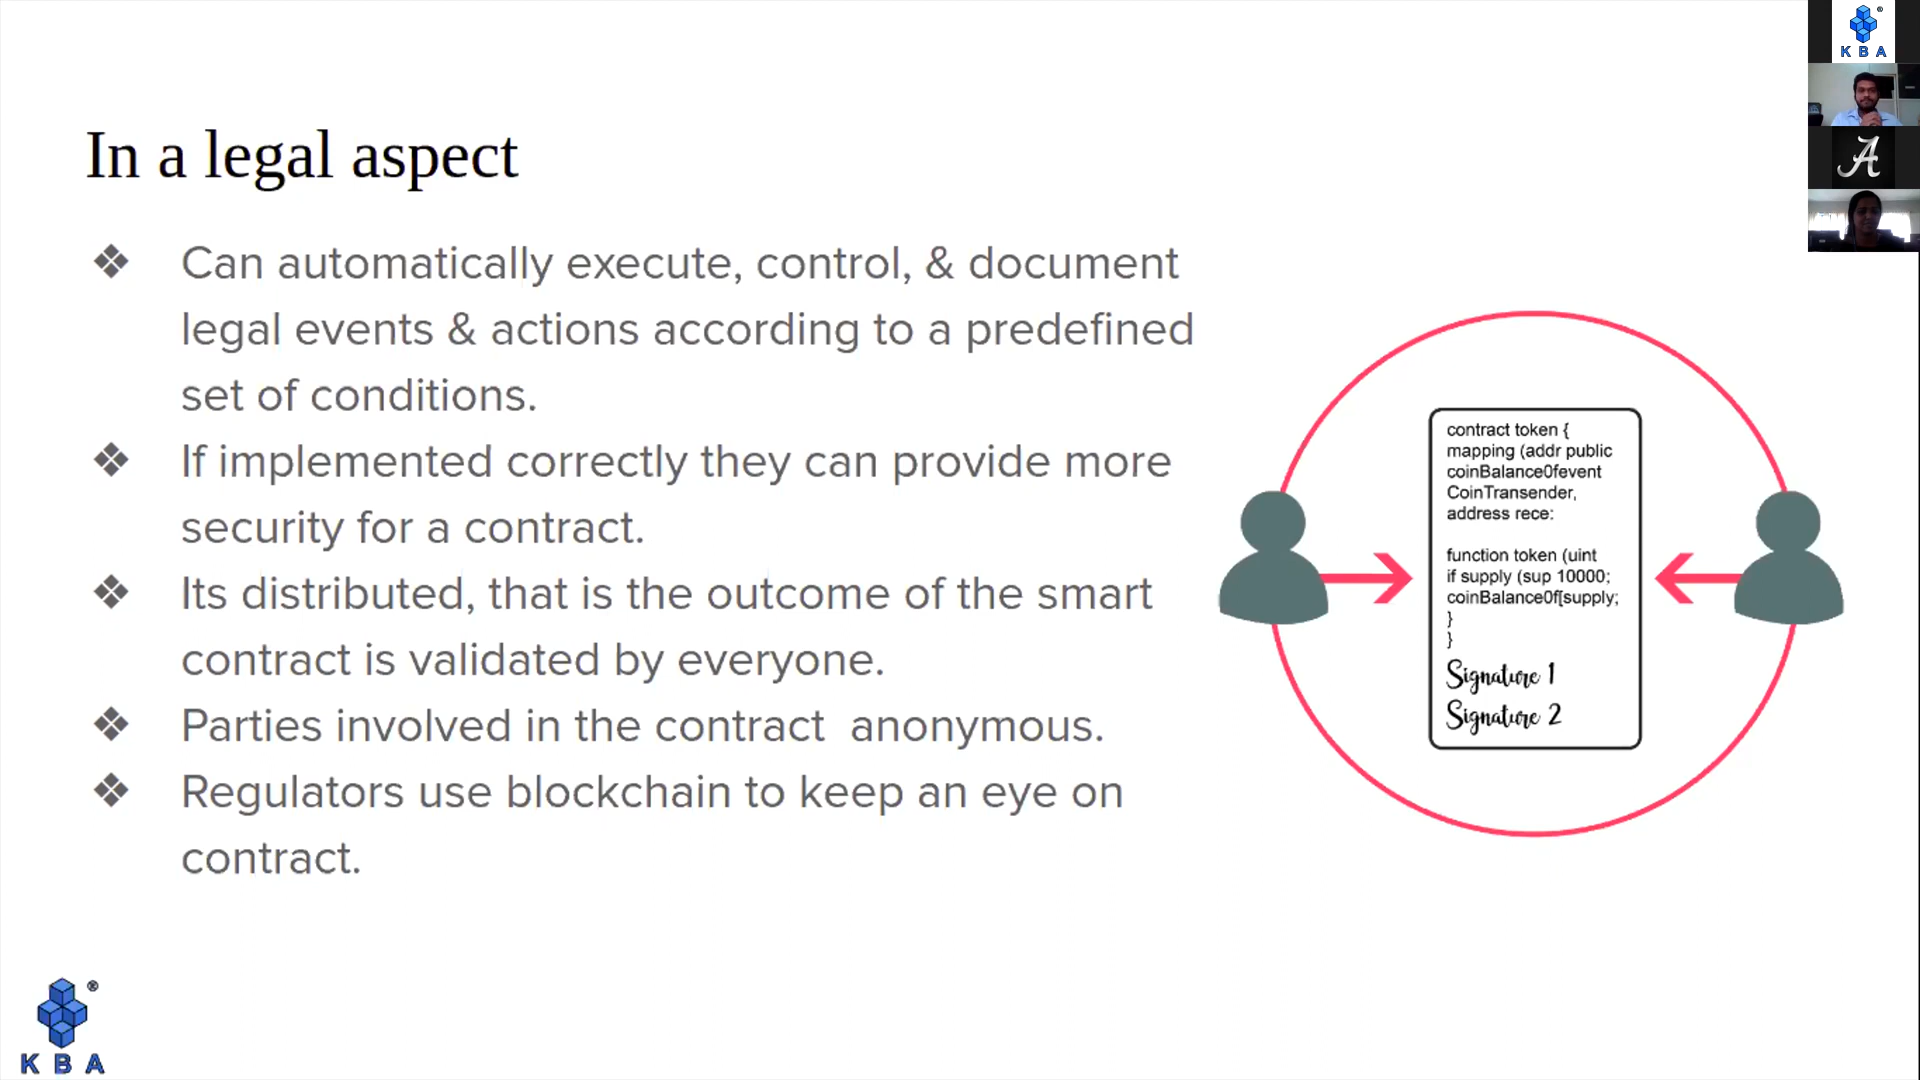 In a legal aspect
❖ Can automatically execute, control, & document
legal events & actions according to a predefined
set of conditions.
❖ If implemented correctly they can provide more
security for a contract.
❖ Its distributed, that is the outcome of the smart
contract is validated by everyone.
❖ Parties involved in the contract  anonymous.
❖ Regulators use blockchain to keep an eye on
contract.
contract token {
mapping (addr public
coinBalance0fevent
CoinTransender,
address rece:
function token (uint
if supply (sup 10000;
coinBalance0f[supply;
}
}
Signature 1
Signature 2
®
KBA
®
KBA
A